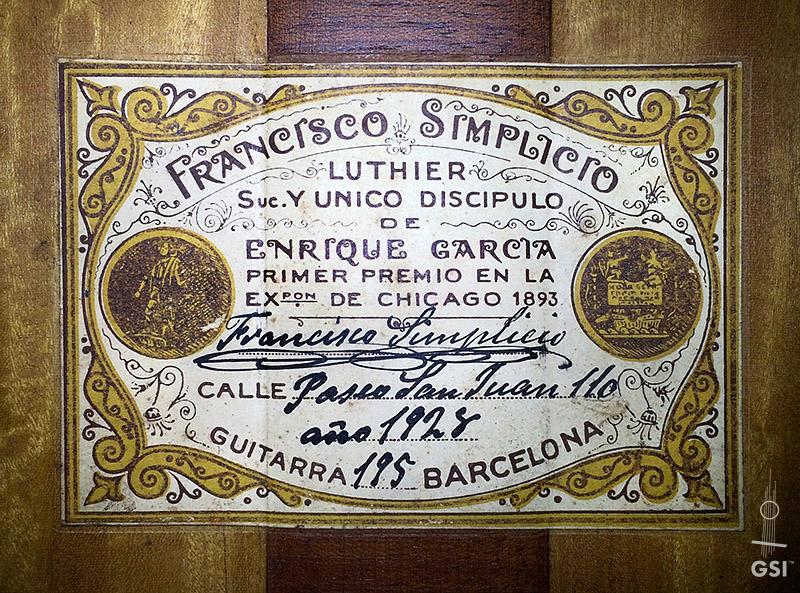 FRANCISCO SIMPLICIO
LUTHIER
Suc. Y UNICO DISCIPULO
DE
ENRIQUE GARCIA
PRIMER PREMIO EN LA
EXPON DE CHICAGO 1893
Francisco Simplicio
CALLE Paseo San Juan 110
año 1928
GUITARRA 195 BARCELONA
GSI